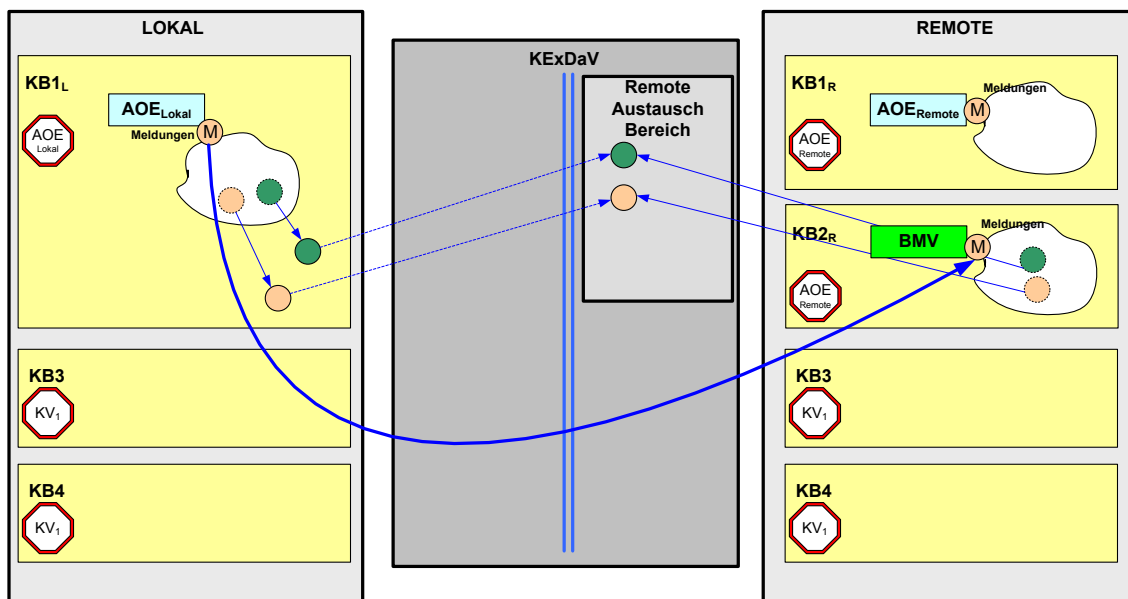 LOKAL
KB1L
AOELokal
Meldungen
M
AOE
Lokal
KB3
KV1
KB4
KV1
KExDaV
Remote
Austausch
Bereich
REMOTE
KB1R
Meldungen
AOERemote
M
AOE
Remote
KB2R
Meldungen
BMV
M
AOE
Remote
KB3
KV1
KB4
KV1